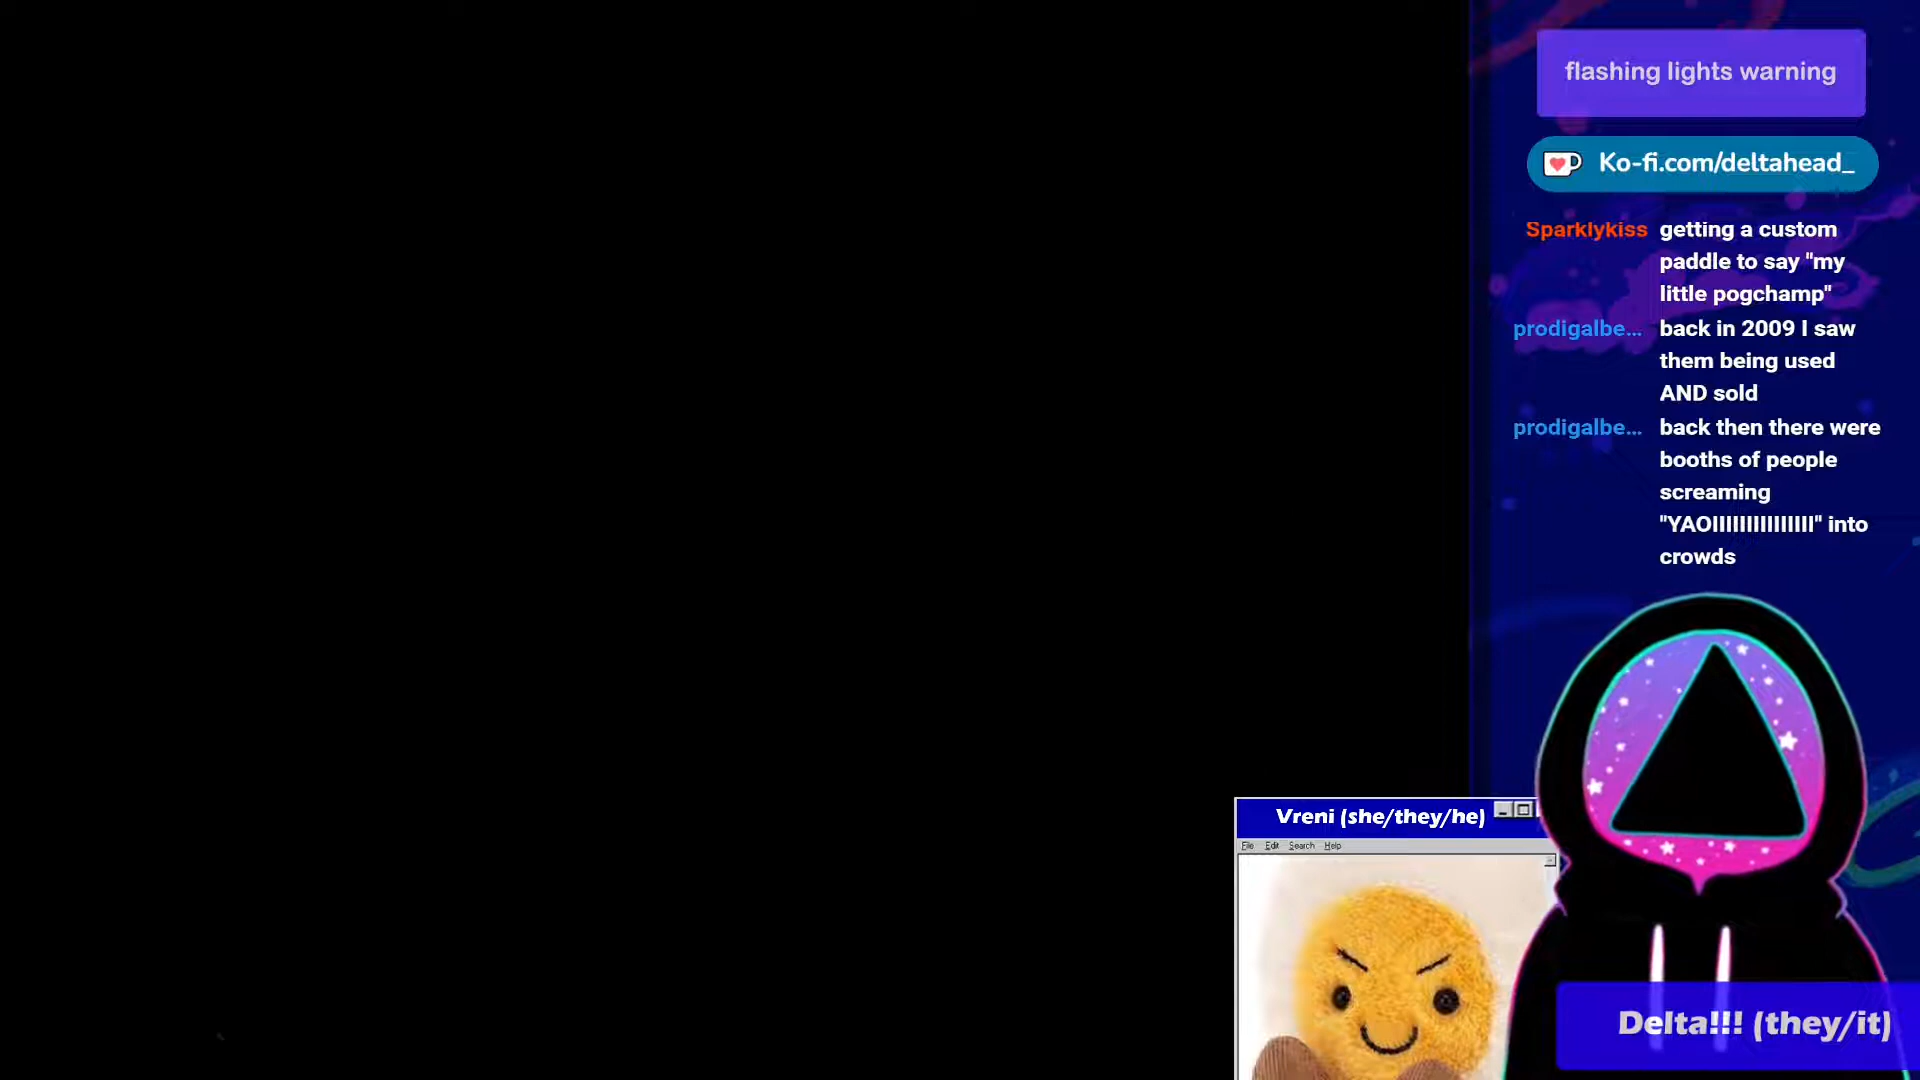 flashing lights warning
Ko-fi.com/deltahead_
Sparklykiss getting a custom
paddle to say "my
little pogchamp"
prodigalbe... back in 2009 I saw
them being used
AND sold
prodigalbe... back then there were
booths of people
screaming
"YAOIIIIIIIIIIIIIII" into
crowds
Vreni (she/they/he)
File Edit Search Help
Delta!!! (they/it)